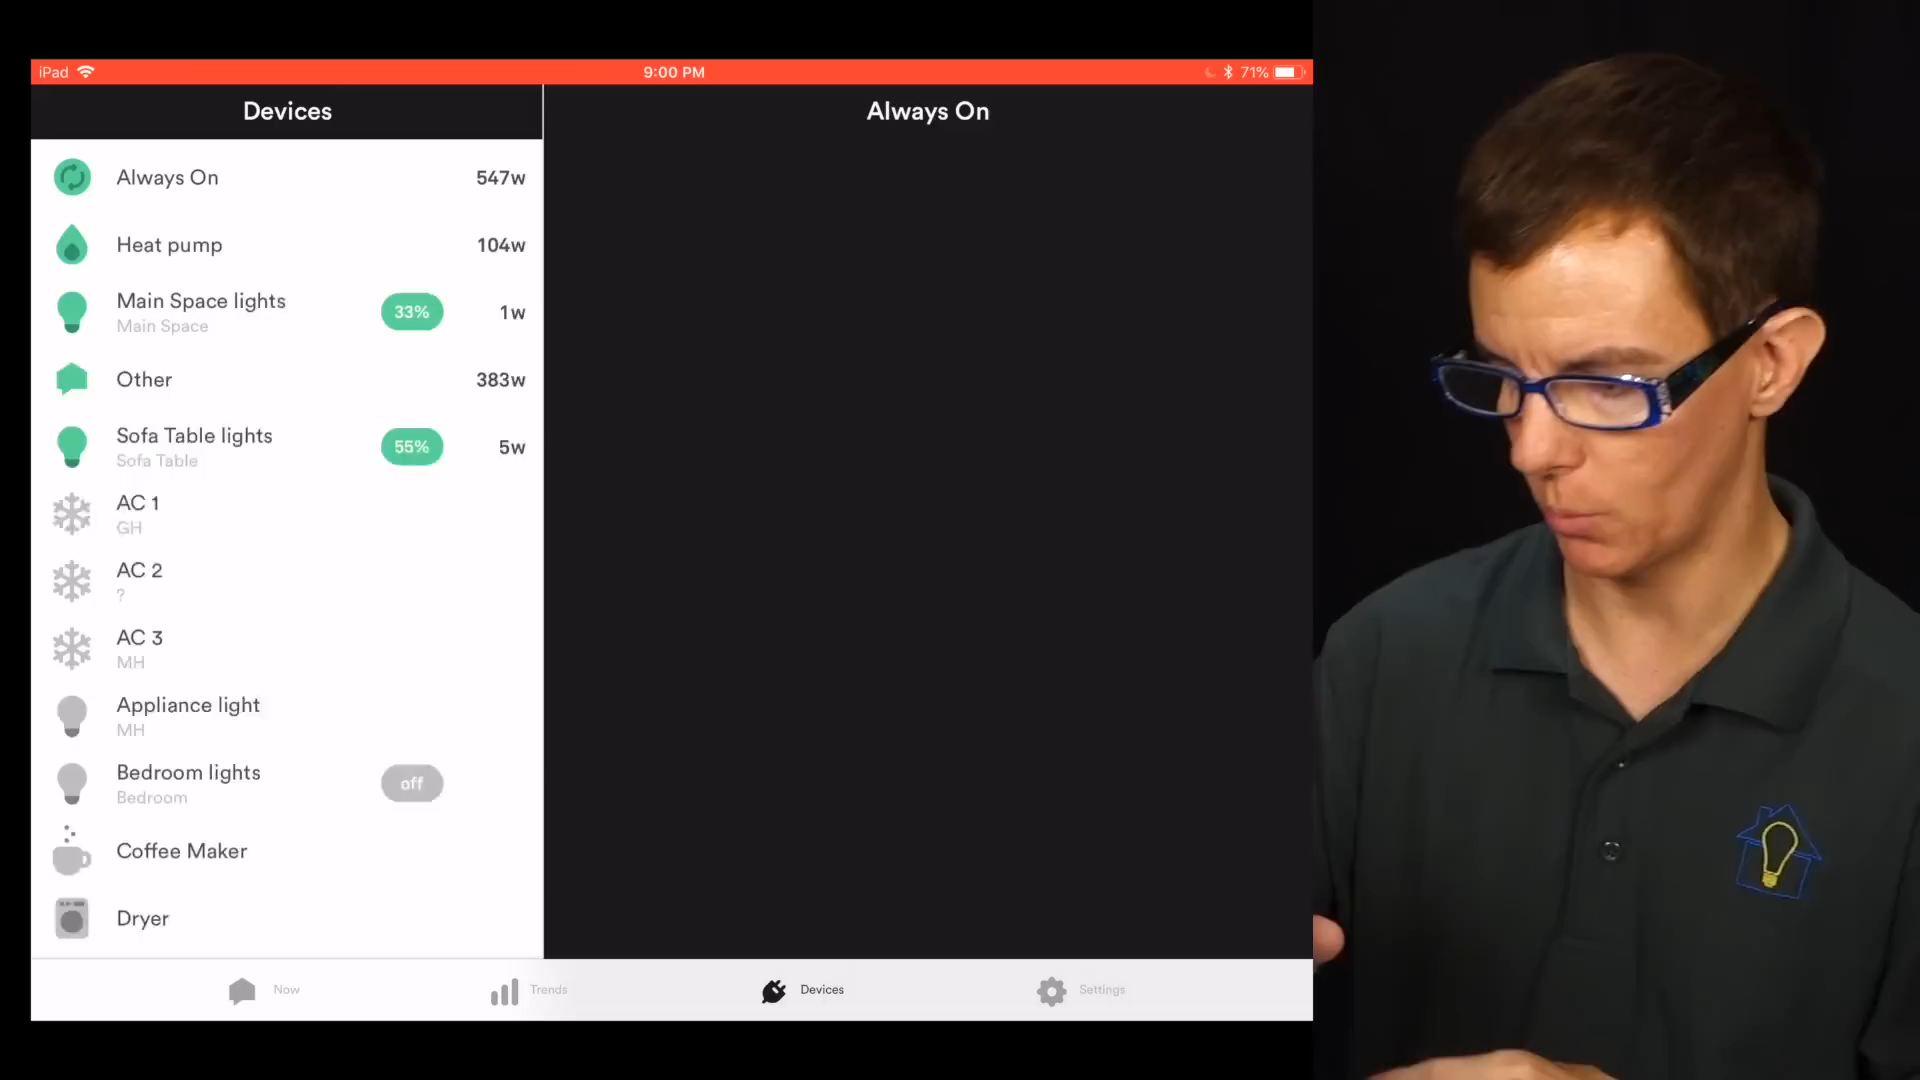 iPad
9:00 PM
71%
Devices
Always On
Always On
547w
Heat pump
104w
Main Space lights
Main Space
33%
1w
Other
383w
Sofa Table lights
Sofa Table
55%
5w
AC 1
GH
AC 2
?
AC 3
MH
Appliance light
MH
Bedroom lights
Bedroom
off
Coffee Maker
Dryer
Now
Trends
Devices
Settings